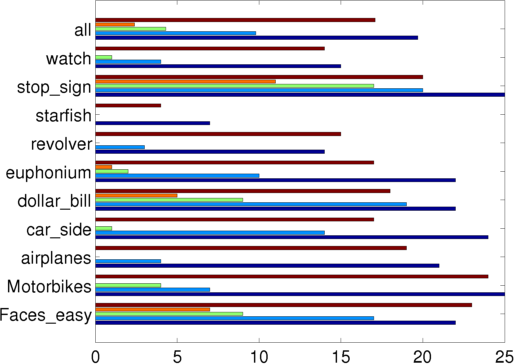 all
watch
stop_sign
starfish
revolver
euphonium
dollar_bill
car_side
airplanes
Motorbikes
Faces_easy
0 5 10 15 20 25